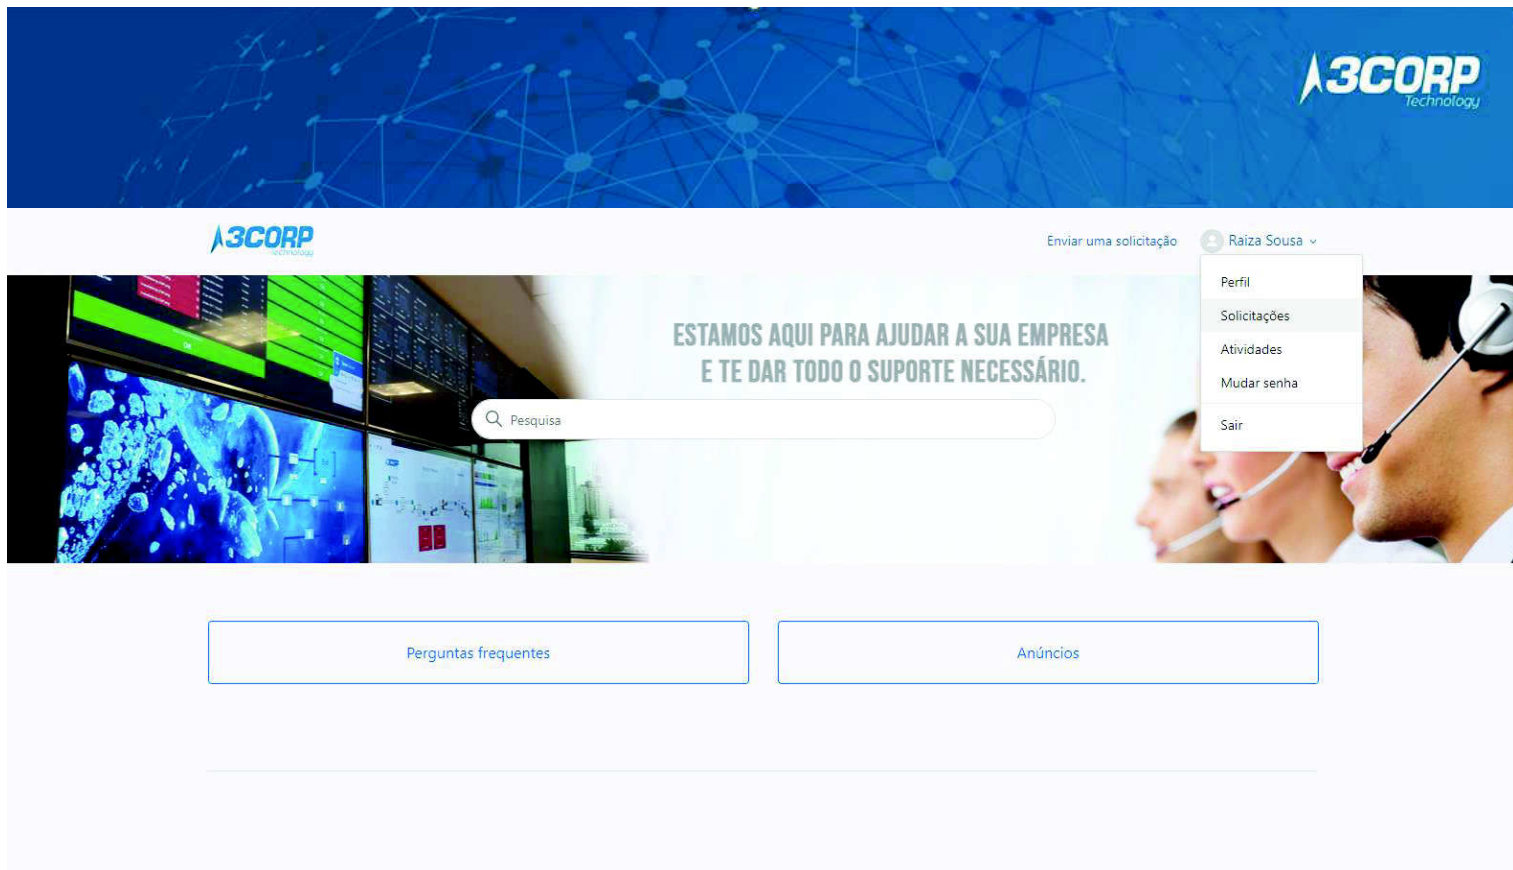 3CORP
Technology
3CORP
Technology
Enviar uma solicitação
Raiza Sousa
Perfil
Solicitações
Atividades
Mudar senha
Sair
ESTAMOS AQUI PARA AJUDAR A SUA EMPRESA
E TE DAR TODO O SUPORTE NECESSÁRIO.
Pesquisa
Perguntas frequentes
Anúncios